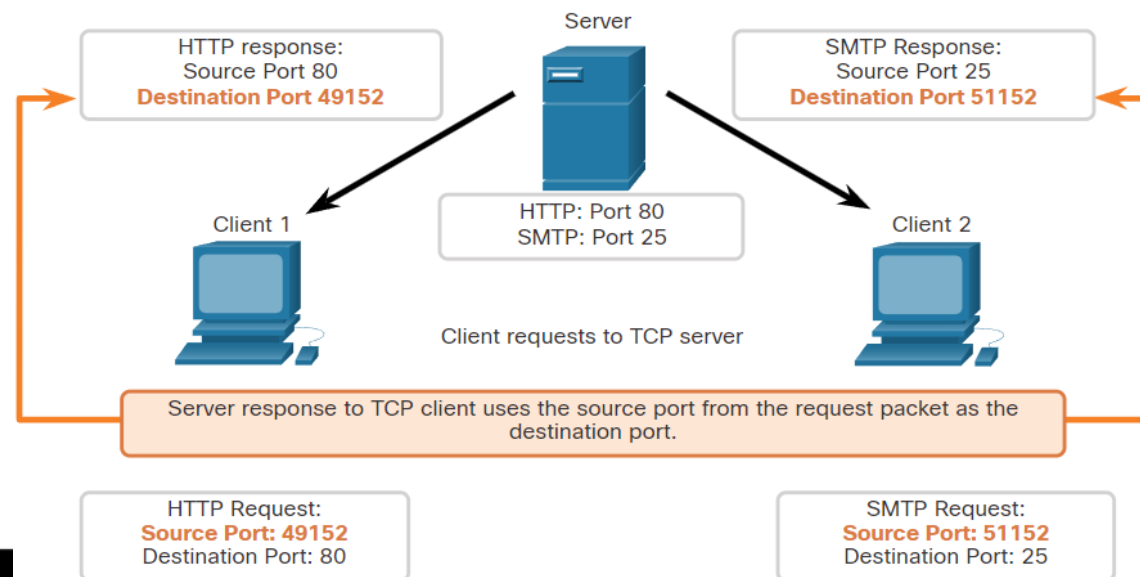 Server
HTTP response:
Source Port 80
Destination Port 49152
SMTP Response:
Source Port 25
Destination Port 51152
HTTP: Port 80
SMTP: Port 25
Client 1
Client 2
Client requests to TCP server
Server response to TCP client uses the source port from the request packet as the
destination port.
HTTP Request:
Source Port: 49152
Destination Port: 80
SMTP Request:
Source Port: 51152
Destination Port: 25